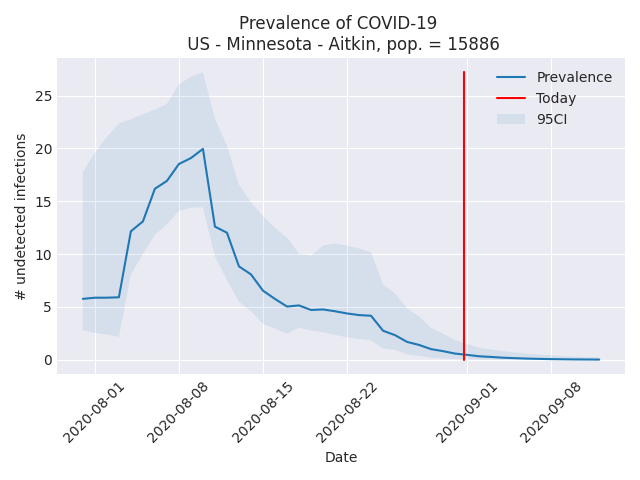 Prevalence of COVID-19
US - Minnesota - Aitkin, pop. = 15886
Prevalence
Today
95CI
# undetected infections
25
20
15
10
5
0
2020-08-01
2020-08-08
2020-08-15
2020-08-22
2020-09-01
2020-09-08
Date